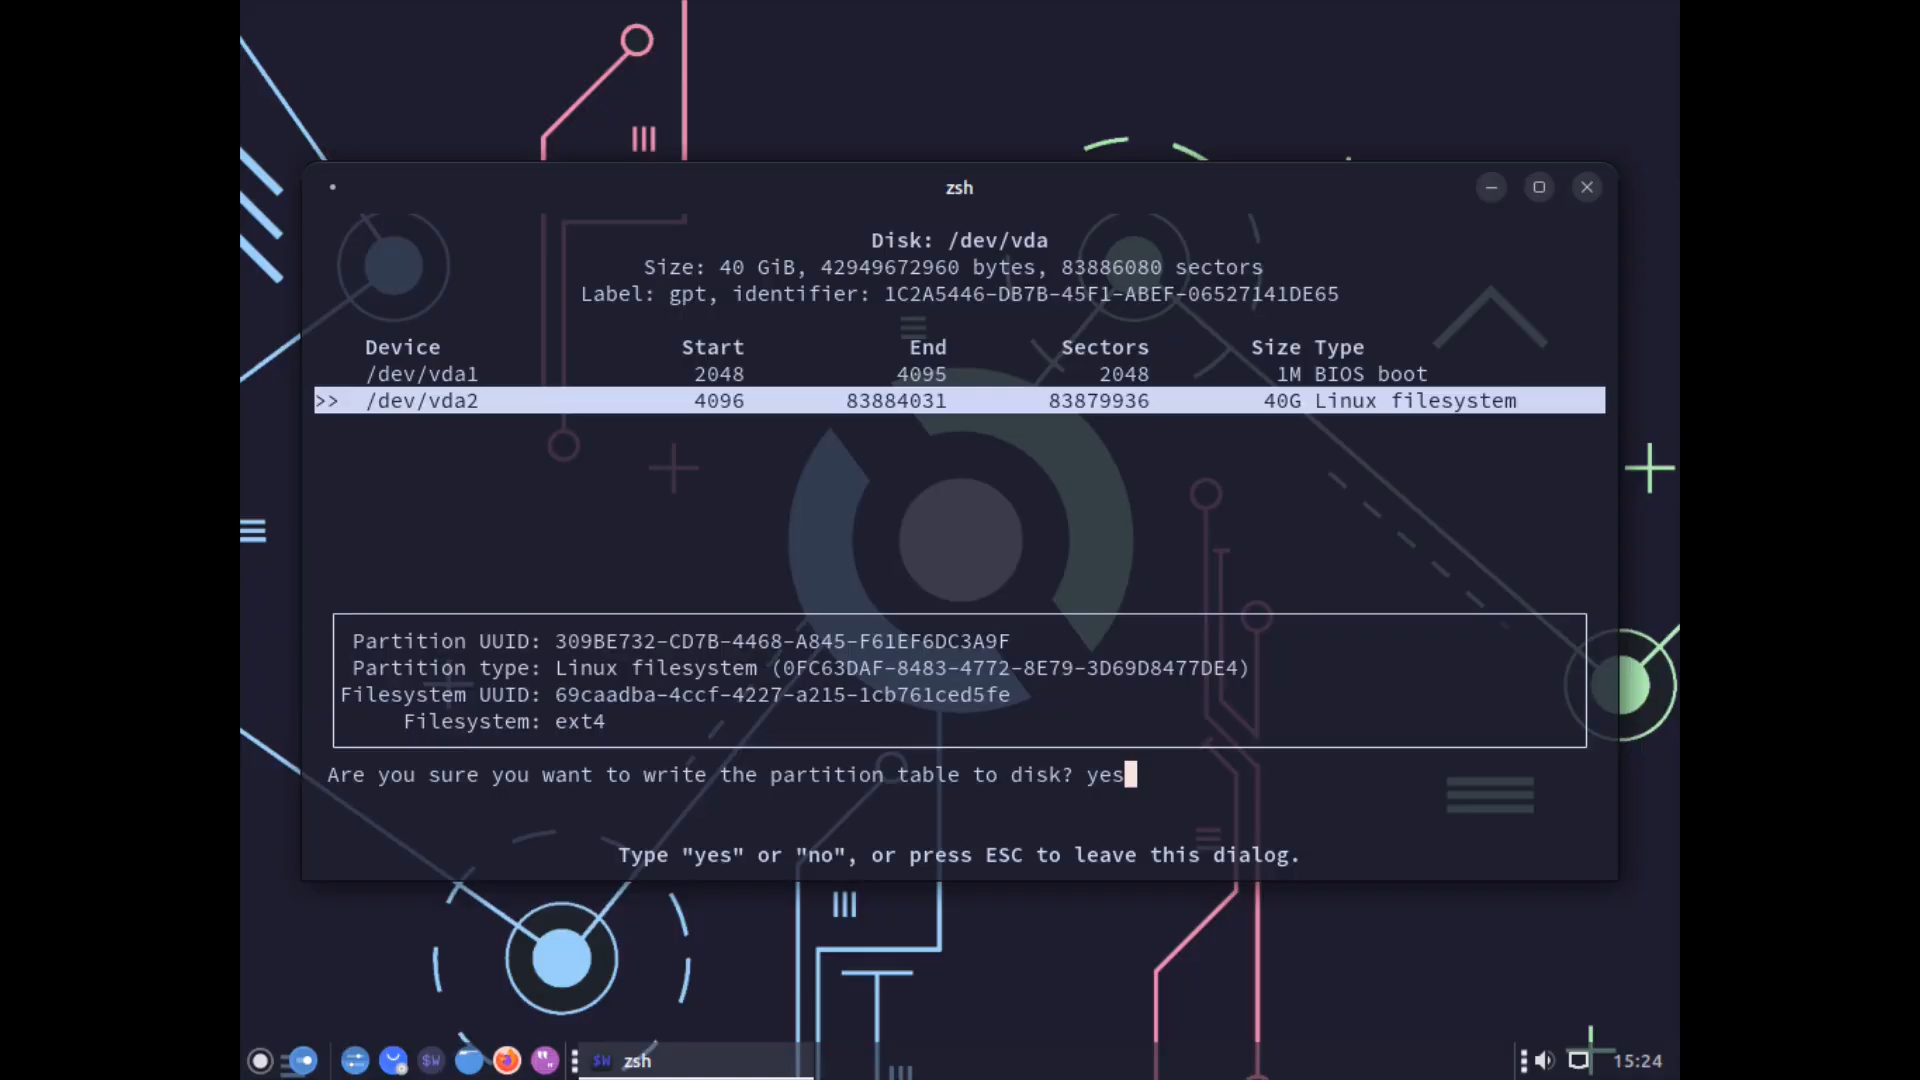 zsh
Disk: /dev/vda
Size: 40 GiB, 42949672960 bytes, 83886080 sectors
Label: gpt, identifier: 1C2A5446-DB7B-45F1-ABEF-06527141DE65
Device Start End Sectors Size Type
/dev/vda1 2048 4095 2048 1M BIOS boot
>> /dev/vda2 4096 83884031 83879936 40G Linux filesystem
Partition UUID: 309BE732-CD7B-4468-A845-F61EF6DC3A9F
Partition type: Linux filesystem (0FC63DAF-8483-4772-8E79-3D69D8477DE4)
Filesystem UUID: 69caadba-4ccf-4227-a215-1cb761ced5fe
Filesystem: ext4
Are you sure you want to write the partition table to disk? yes
Type "yes" or "no", or press ESC to leave this dialog.
$W $W zsh 15:24